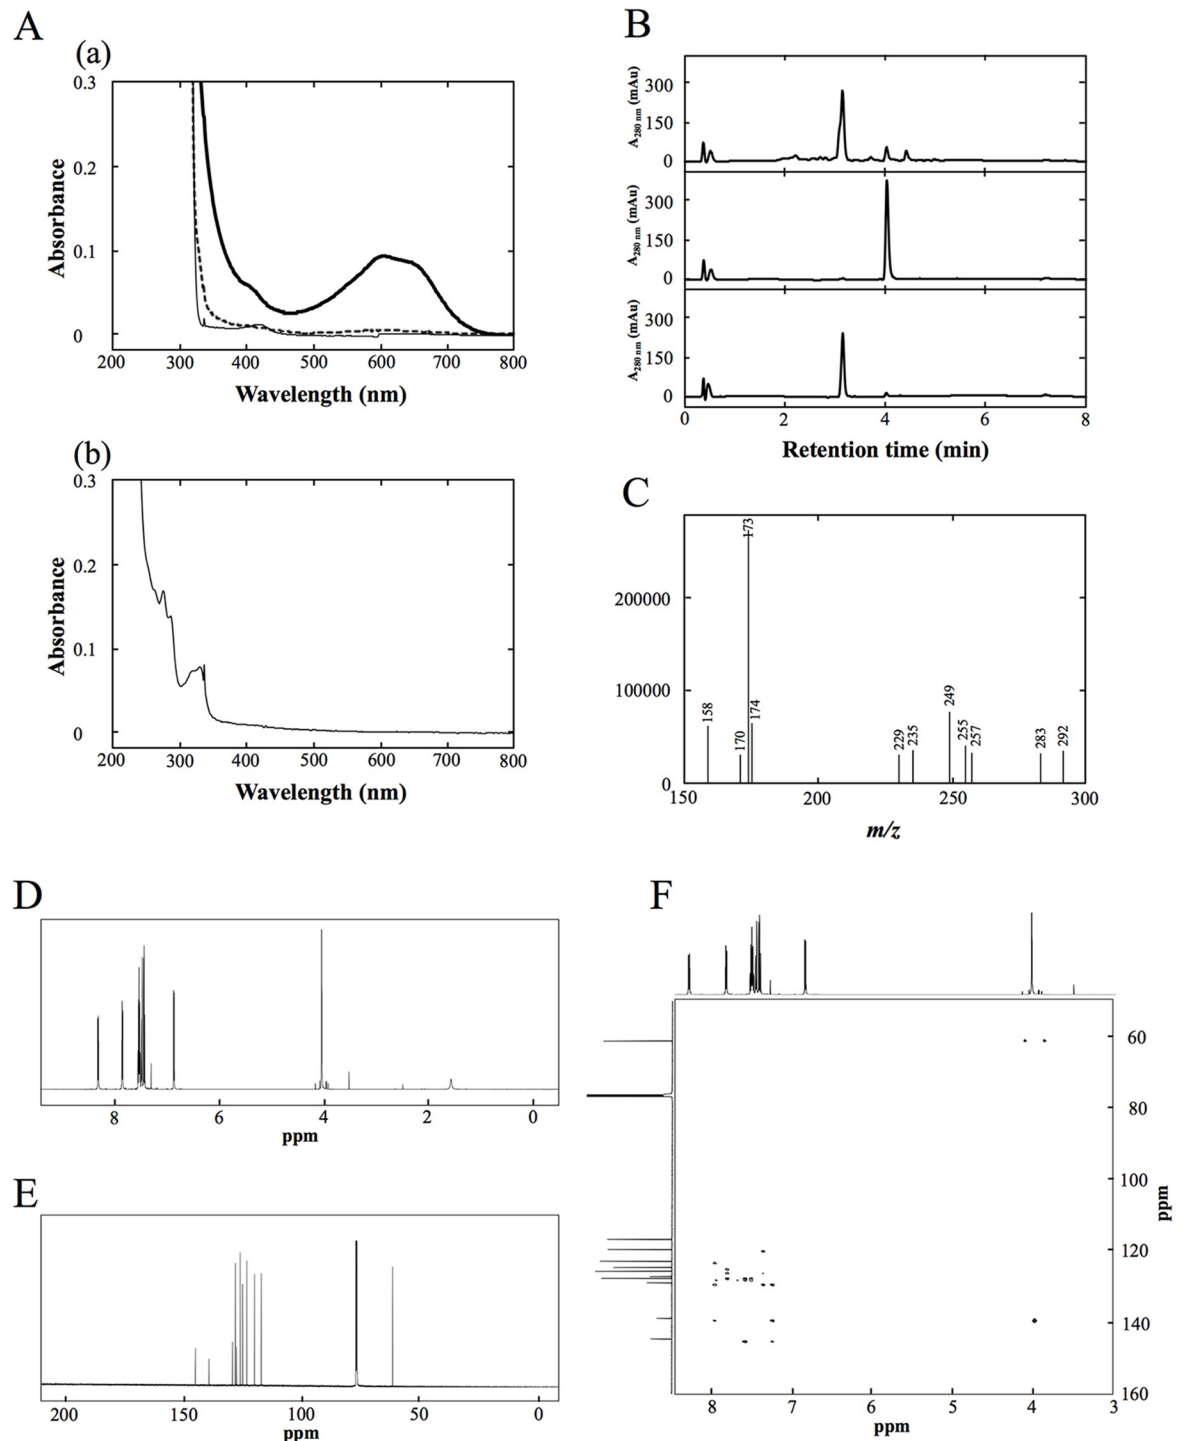 A
(a)
0.3
0.2
0.1
0
Absorbance
200 300 400 500 600 700 800
Wavelength (nm)
(b)
0.3
0.2
0.1
0
Absorbance
200 300 400 500 600 700 800
Wavelength (nm)
B
A280 nm (mAu)
300
150
0
A280 nm (mAu)
300
150
0
A280 nm (mAu)
300
150
0
0 2 4 6 8
Retention time (min)
C
200000
100000
0
158
170
173
174
229
235
249
255
257
283
292
150 200 250 300
m/z
D
8 6 4 2 0
ppm
E
200 150 100 50 0
ppm
F
60
80
100
120
140
160
ppm
8 7 6 5 4 3
ppm